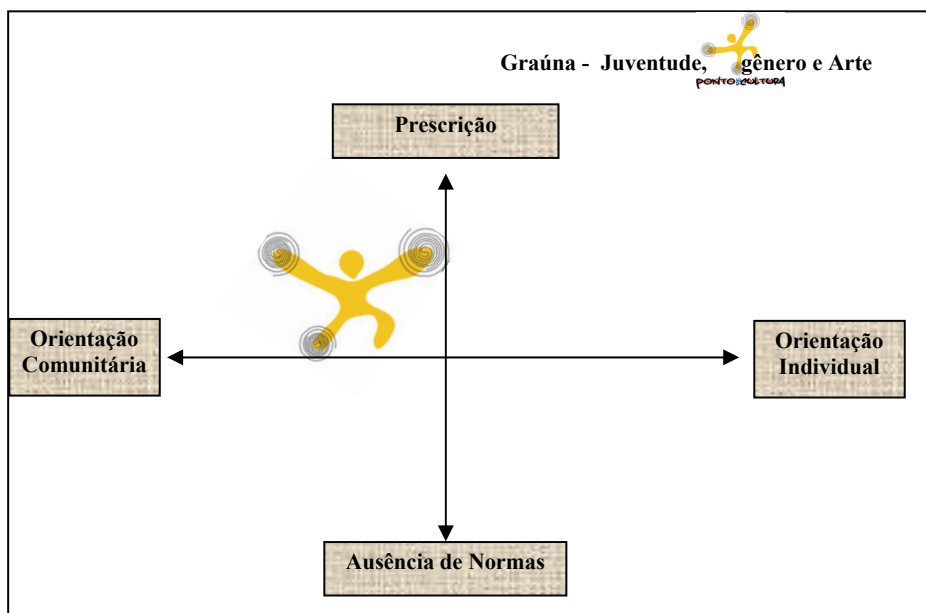 Graúna - Juventude, gênero e Arte
PONTO DE CULTURA
Prescrição
Orientação
Comunitária
Orientação
Individual
Ausência de Normas